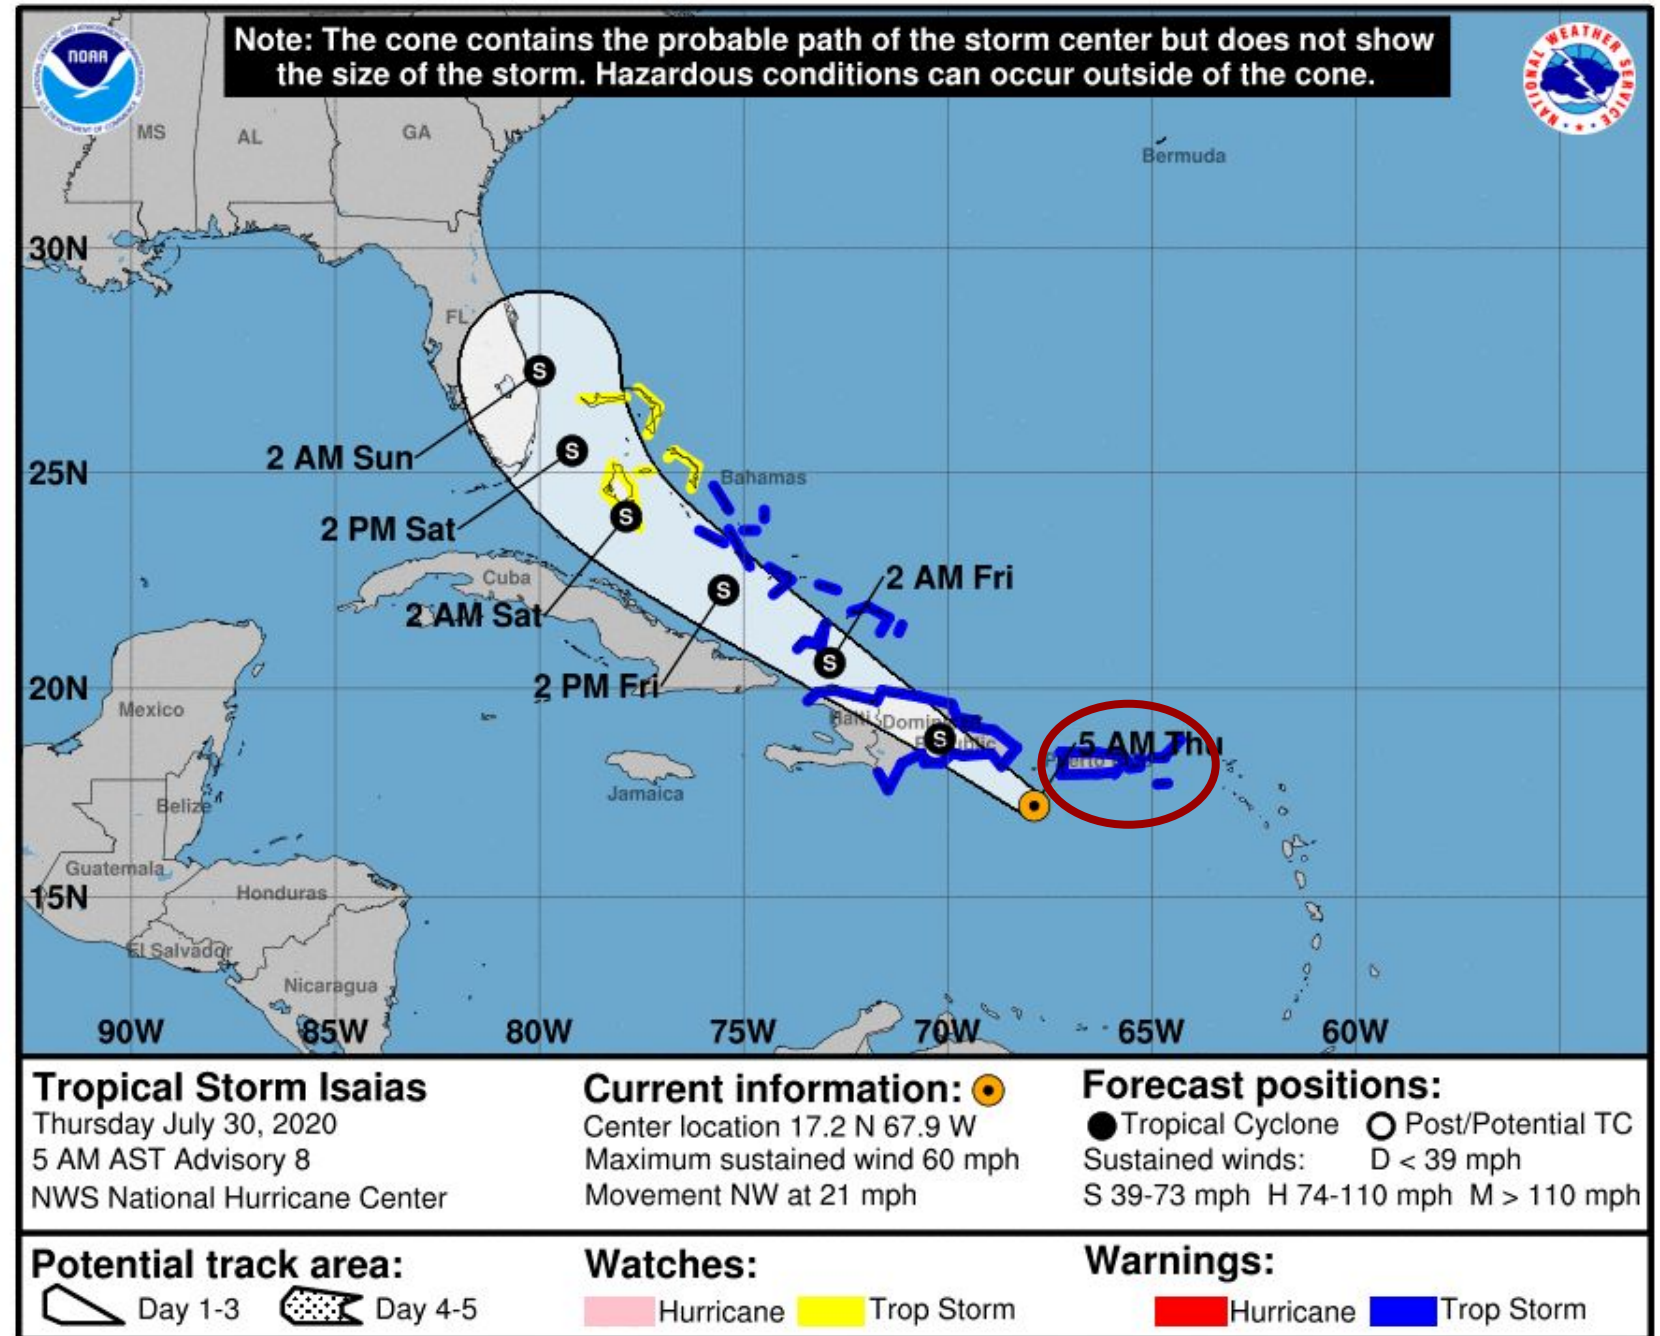 Note: The cone contains the probable path of the storm center but does not show
the size of the storm. Hazardous conditions can occur outside of the cone.
NOAA
NATIONAL WEATHER SERVICE
MS
AL
GA
Bermuda
30N
FL
2 AM Sun
25N
Bahamas
2 PM Sat
Cuba
2 AM Fri
2 AM Sat
20N
2 PM Fri
Mexico
Haiti
5 AM Thu
Jamaica
Belize
Guatemala
15N
Honduras
El Salvador
Nicaragua
S
S
S
S
S
S
90W 85W 80W 75W 70W 65W 60W
Tropical Storm Isaias
Thursday July 30, 2020
5 AM AST Advisory 8
NWS National Hurricane Center
Current information:
Center location 17.2 N 67.9 W
Maximum sustained wind 60 mph
Movement NW at 21 mph
Forecast positions:
Tropical Cyclone Post/Potential TC
Sustained winds: D < 39 mph
S 39-73 mph H 74-110 mph M > 110 mph
Potential track area:
Day 1-3 Day 4-5
Watches:
Hurricane Trop Storm
Warnings:
Hurricane Trop Storm